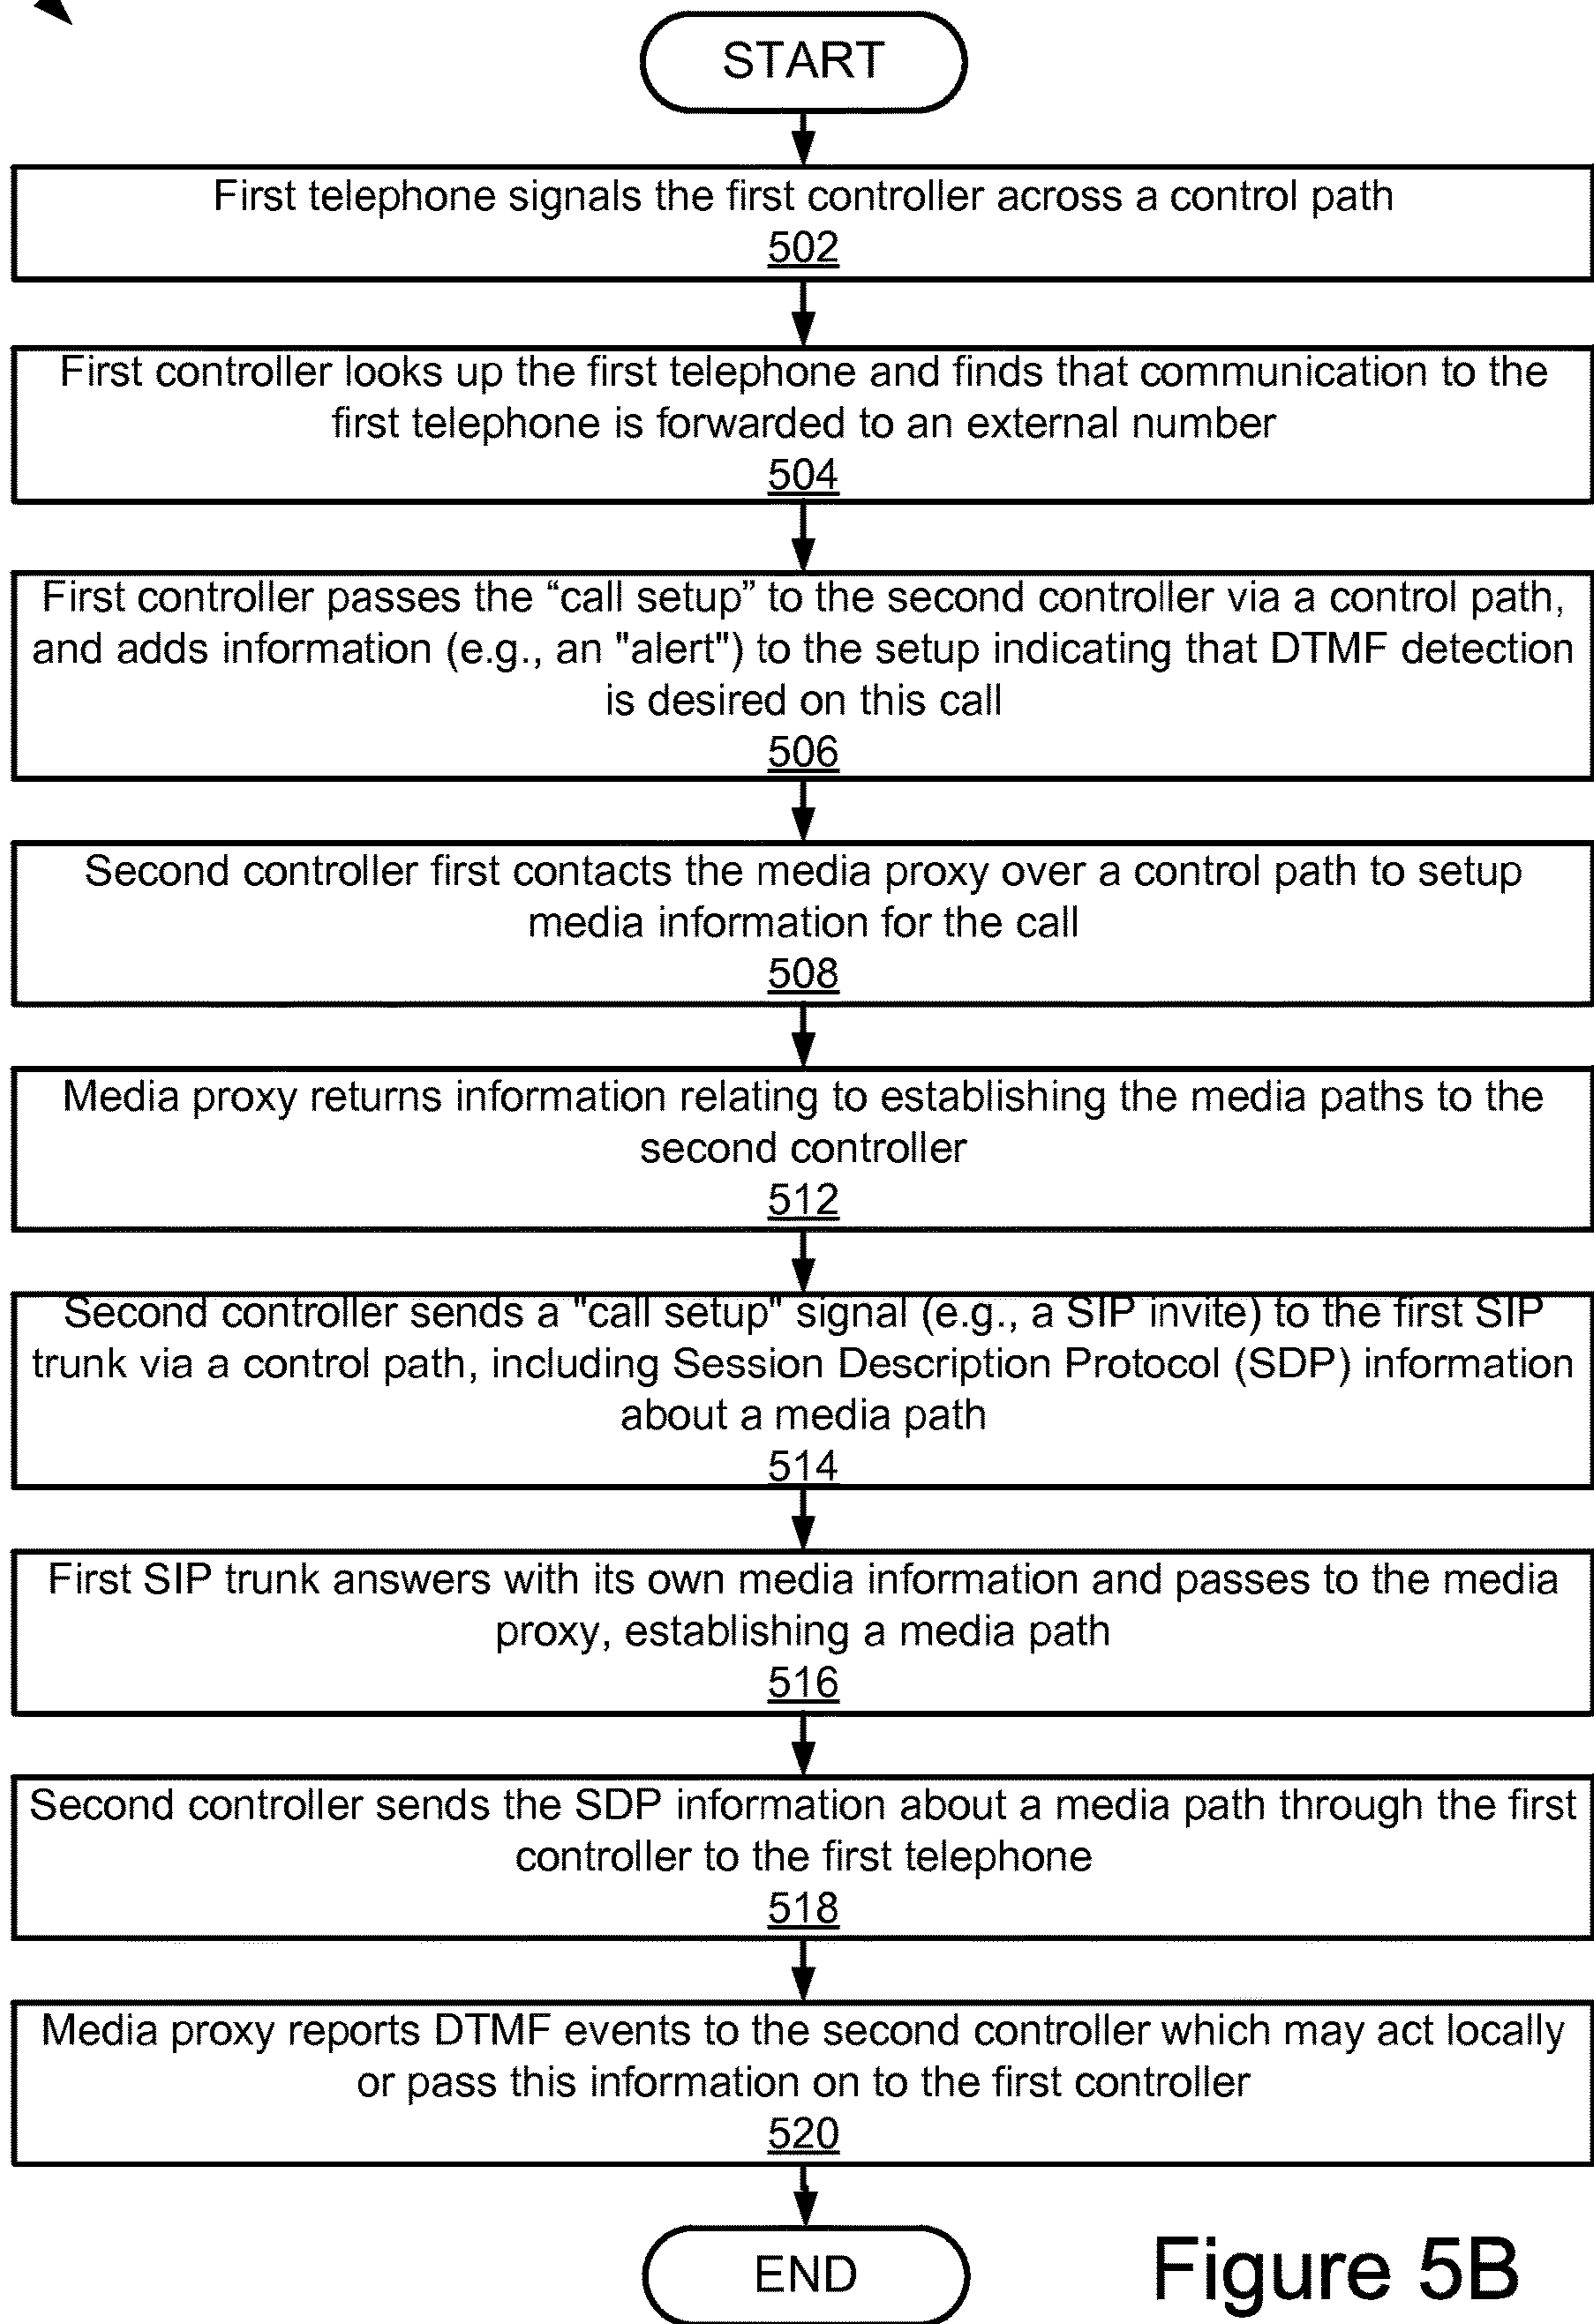 START
First telephone signals the first controller across a control path
502
First controller looks up the first telephone and finds that communication to the
first telephone is forwarded to an external number
504
First controller passes the “call setup” to the second controller via a control path,
and adds information (e.g., an "alert") to the setup indicating that DTMF detection
is desired on this call
506
Second controller first contacts the media proxy over a control path to setup
media information for the call
508
Media proxy returns information relating to establishing the media paths to the
second controller
512
Second controller sends a "call setup" signal (e.g., a SIP invite) to the first SIP
trunk via a control path, including Session Description Protocol (SDP) information
about a media path
514
First SIP trunk answers with its own media information and passes to the media
proxy, establishing a media path
516
Second controller sends the SDP information about a media path through the first
controller to the first telephone
518
Media proxy reports DTMF events to the second controller which may act locally
or pass this information on to the first controller
520
END
Figure 5B